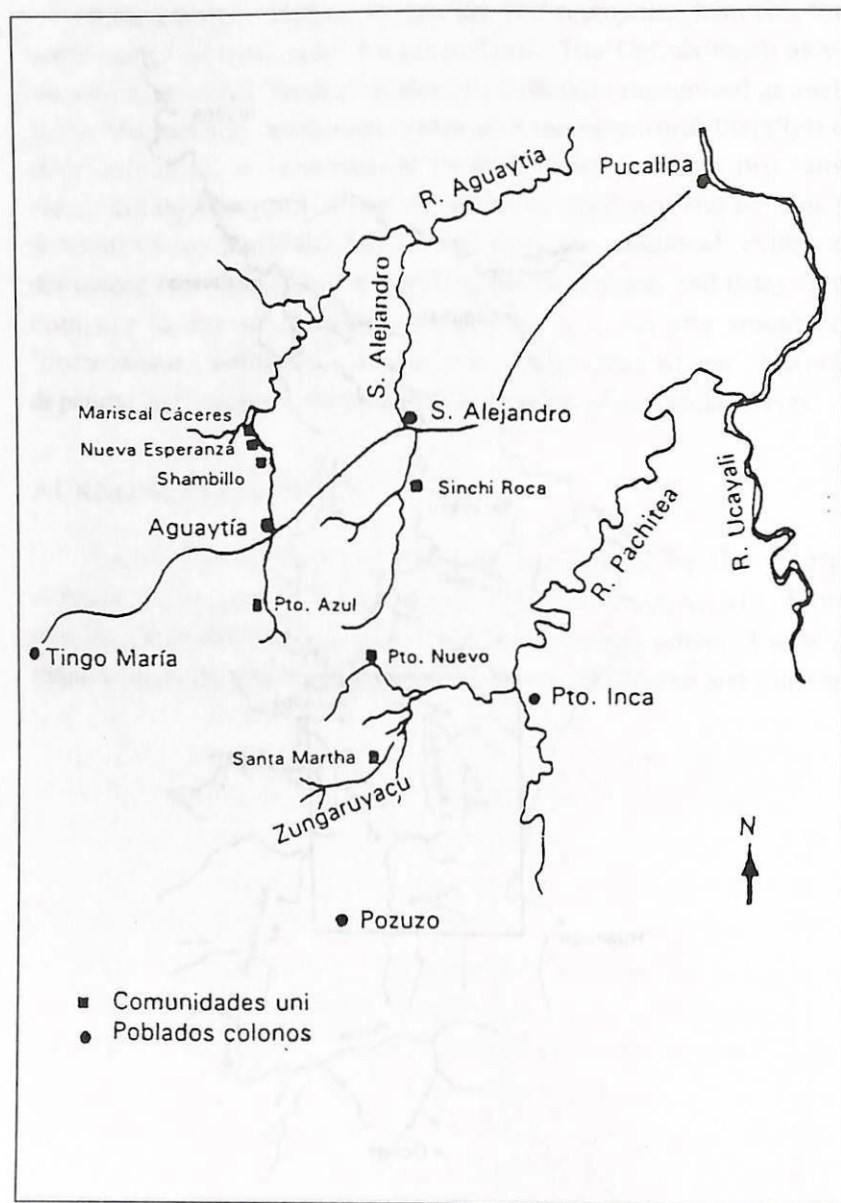 R. Aguaytía
Pucallpa
S. Alejandro
Mariscal Cáceres
S. Alejandro
Nueva Esperanza
Shambillo
Sinchi Roca
R. Pachitea
R. Ucayali
Aguaytía
Pto. Azul
Tingo María
Pto. Nuevo
Pto. Inca
Santa Martha
Zungaruyacu
N
Pozuzo
Comunidades uni
Poblados colonos